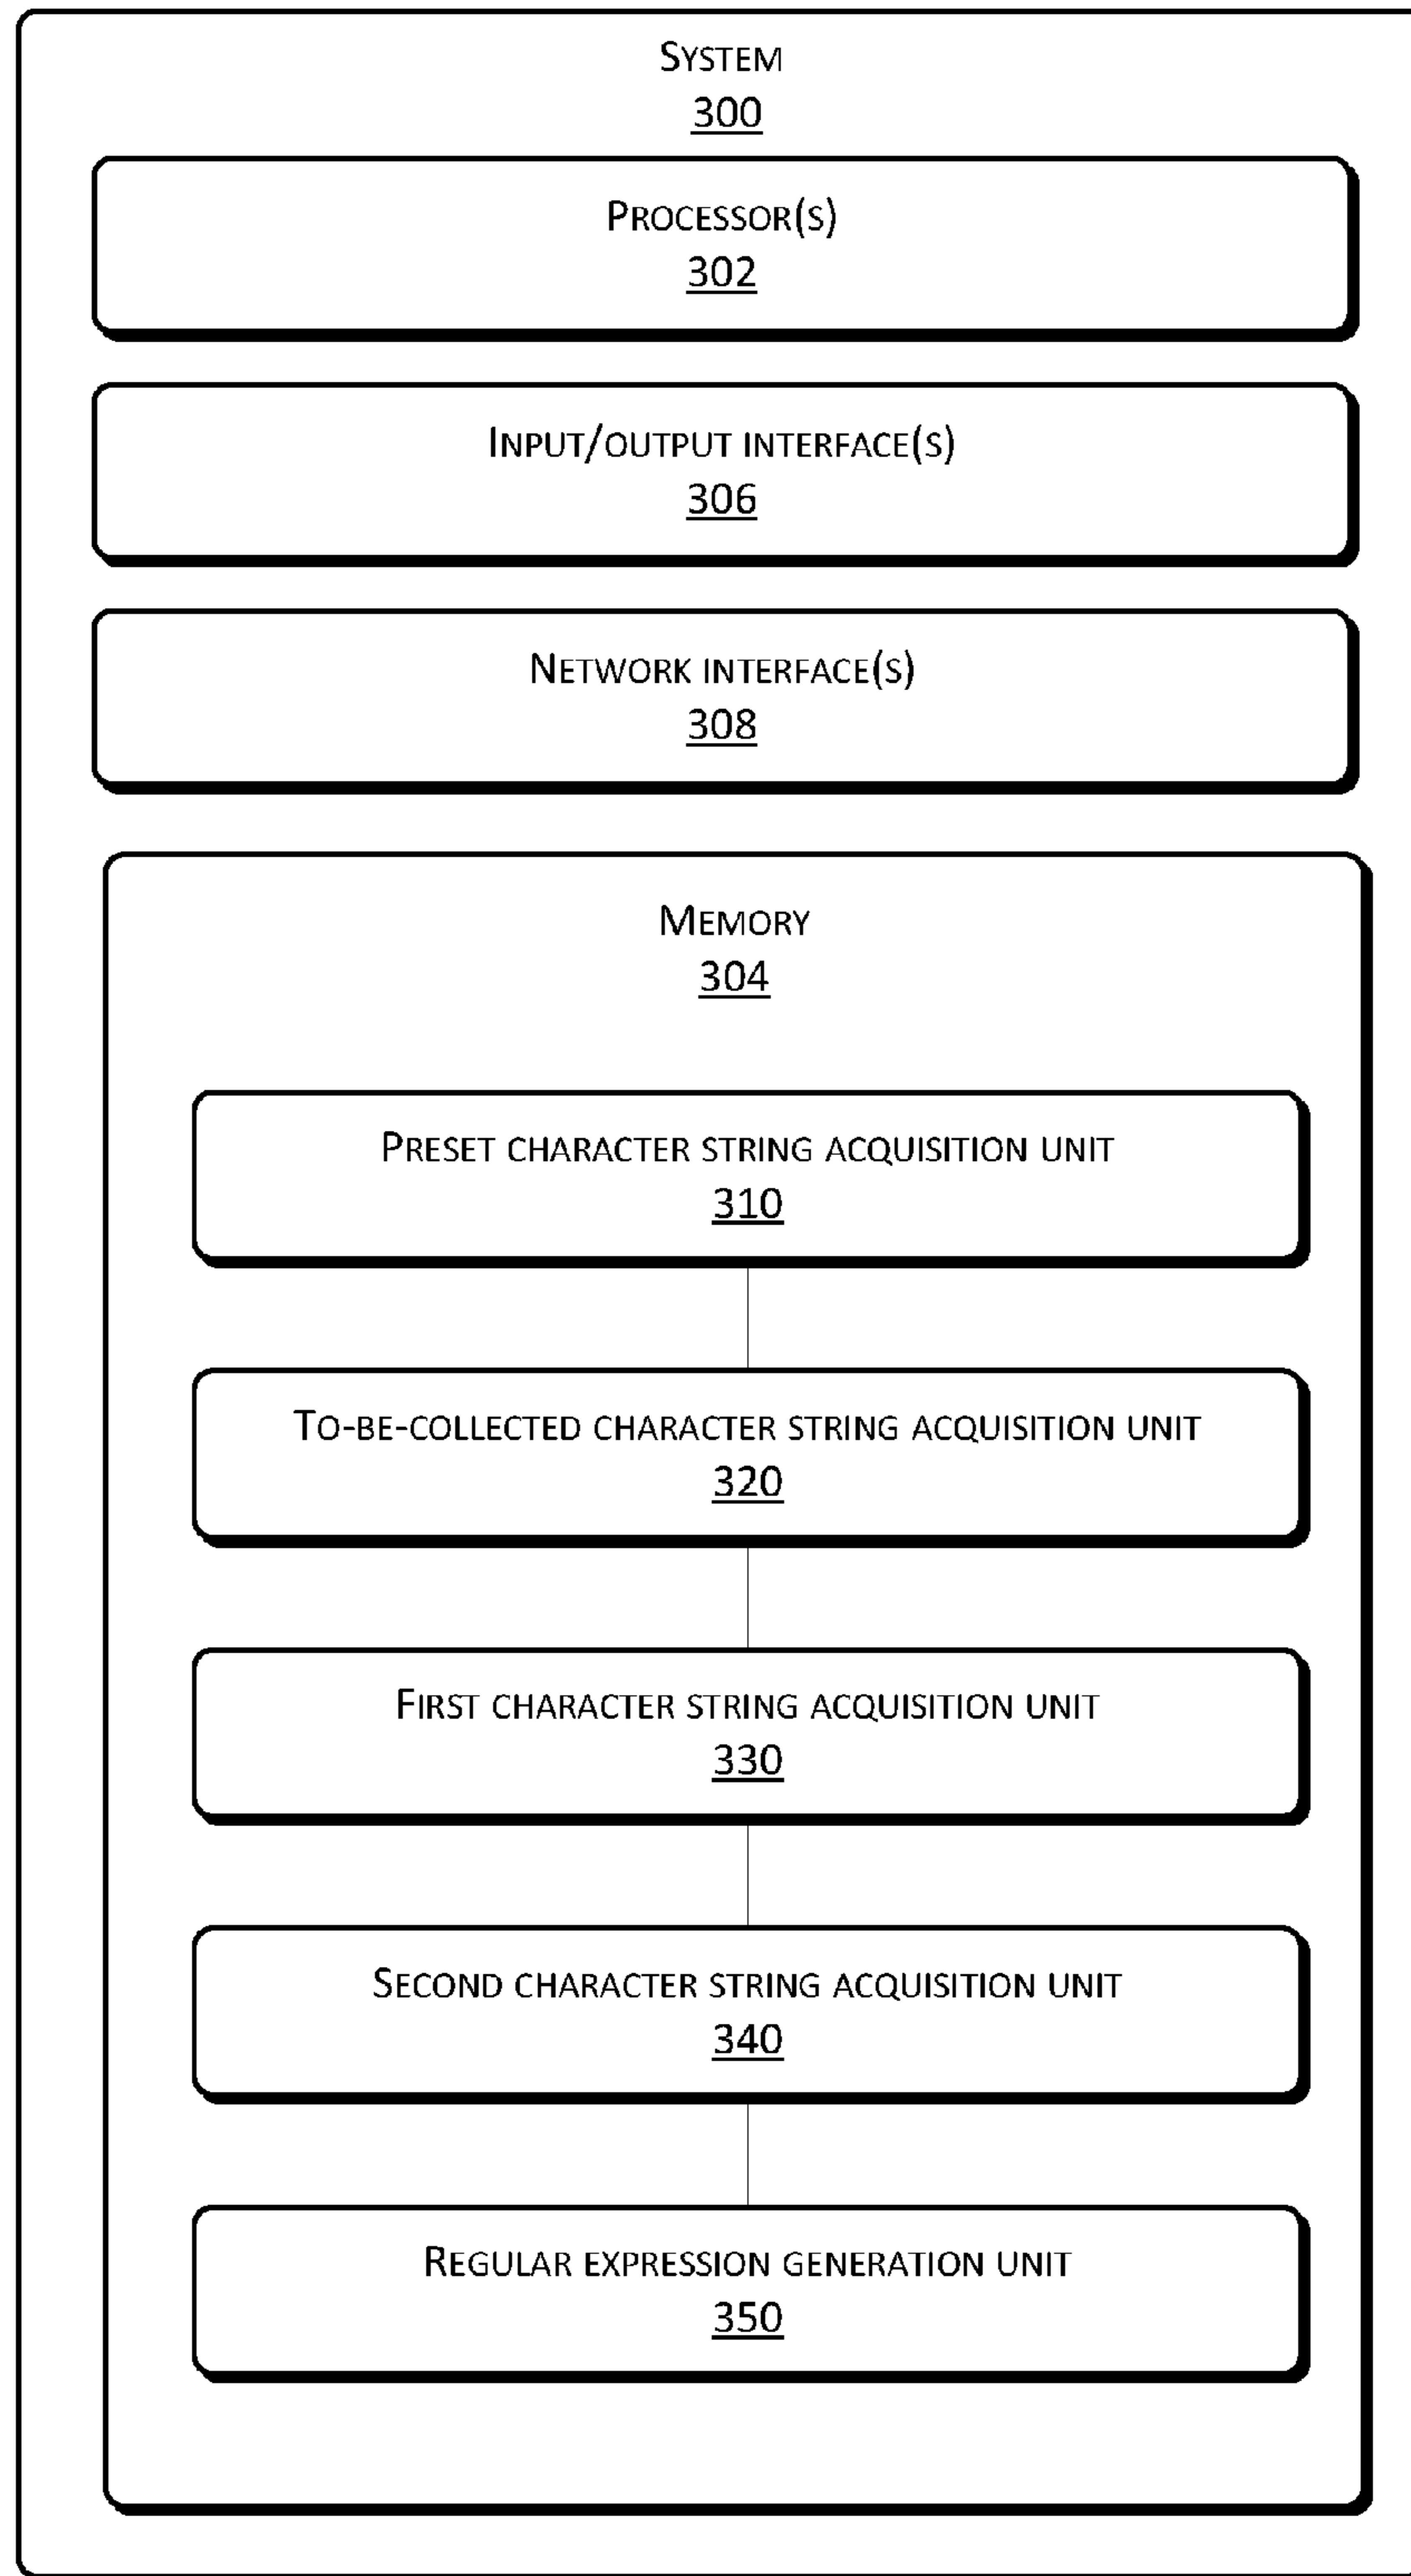 System
300
Processor(s)
302
Input/output interface(s)
306
Network interface(s)
308
Memory
304
Preset character string acquisition unit
310
To-be-collected character string acquisition unit
320
First character string acquisition unit
330
Second character string acquisition unit
340
Regular expression generation unit
350